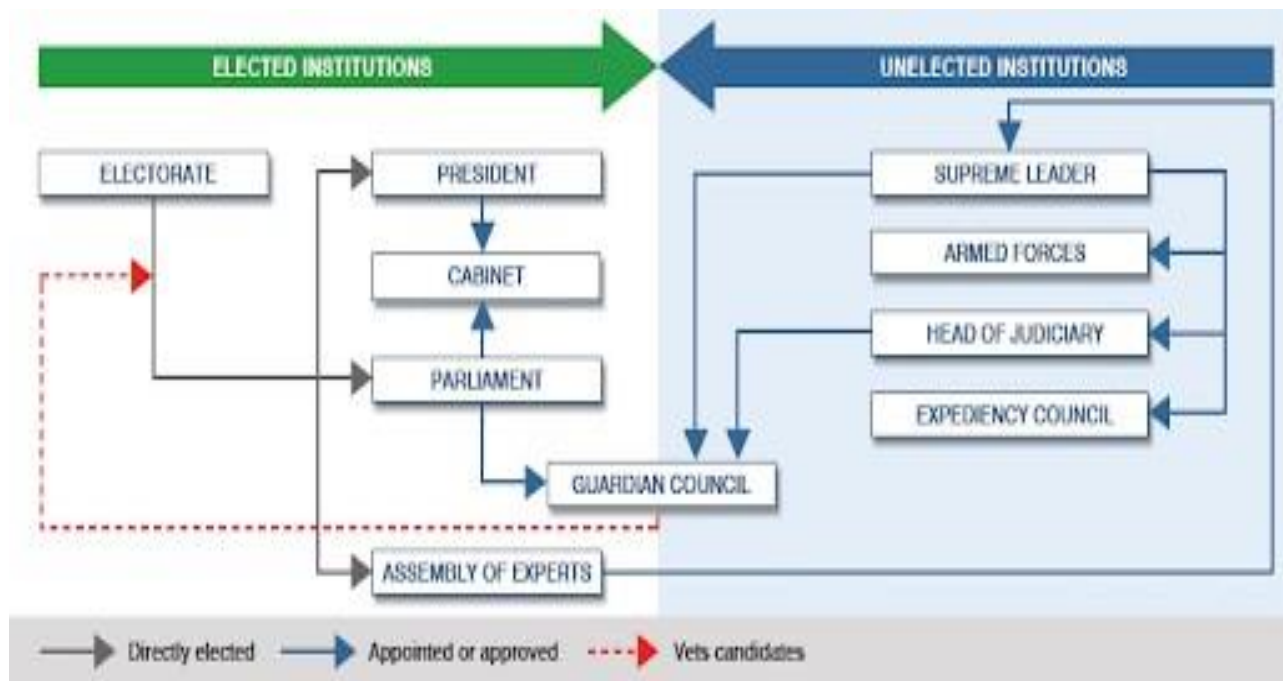 ELECTED INSTITUTIONS
UNELECTED INSTITUTIONS
ELECTORATE
PRESIDENT
SUPREME LEADER
CABINET
ARMED FORCES
PARLIAMENT
HEAD OF JUDICIARY
EXPEDIENCY COUNCIL
GUARDIAN COUNCIL
ASSEMBLY OF EXPERTS
Directly elected
Appointed or approved
Vets candidates